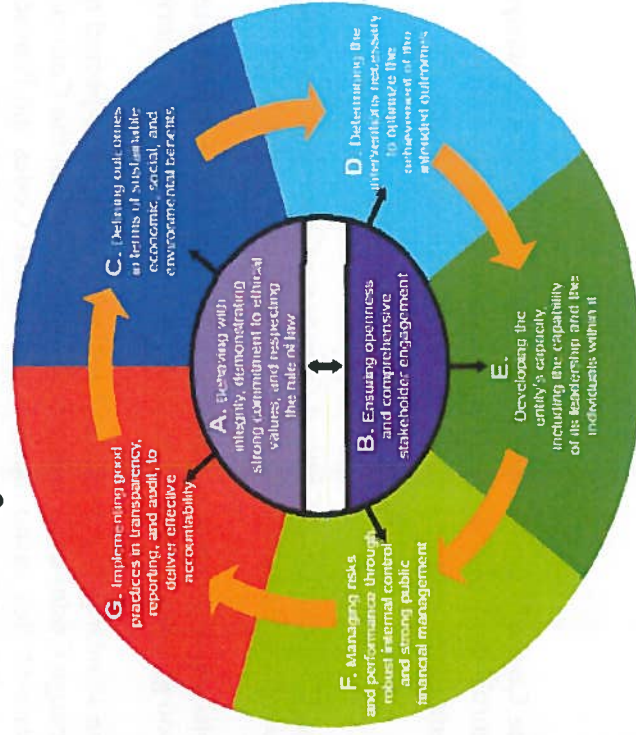 A. Behaving with
integrity, demonstrating
strong commitment to ethical
values, and respecting
the rule of law
B. Ensuring openness
and comprehensive
stakeholder engagement
C. Defining outcomes
in terms of sustainable
economic, social, and
environmental benefits
D. Determining the
interventions necessary
to optimize the
achievement of the
intended outcomes
E.
Developing the
entity's capacity,
including the capability
of its leadership and the
individuals within it
F. Managing risks
and performance through
robust internal control
and strong public
financial management
G. Implementing good
practices in transparency,
reporting, and audit, to
deliver effective
accountability